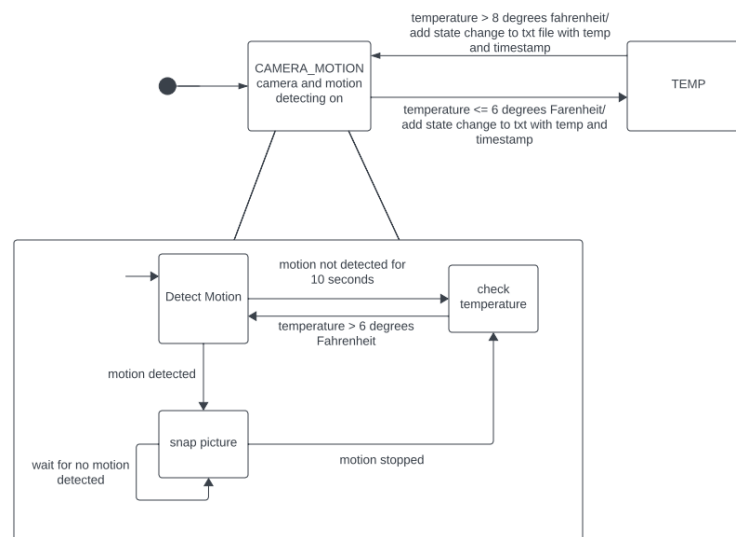 temperature > 8 degrees fahrenheit/
add state change to txt file with temp
and timestamp
CAMERA_MOTION
camera and motion
detecting on
TEMP
temperature <= 6 degrees Farenheit/
add state change to txt with temp and
timestamp
motion not detected for
10 seconds
Detect Motion
check
temperature
temperature > 6 degrees
Fahrenheit
motion detected
snap picture
wait for no motion
detected
motion stopped